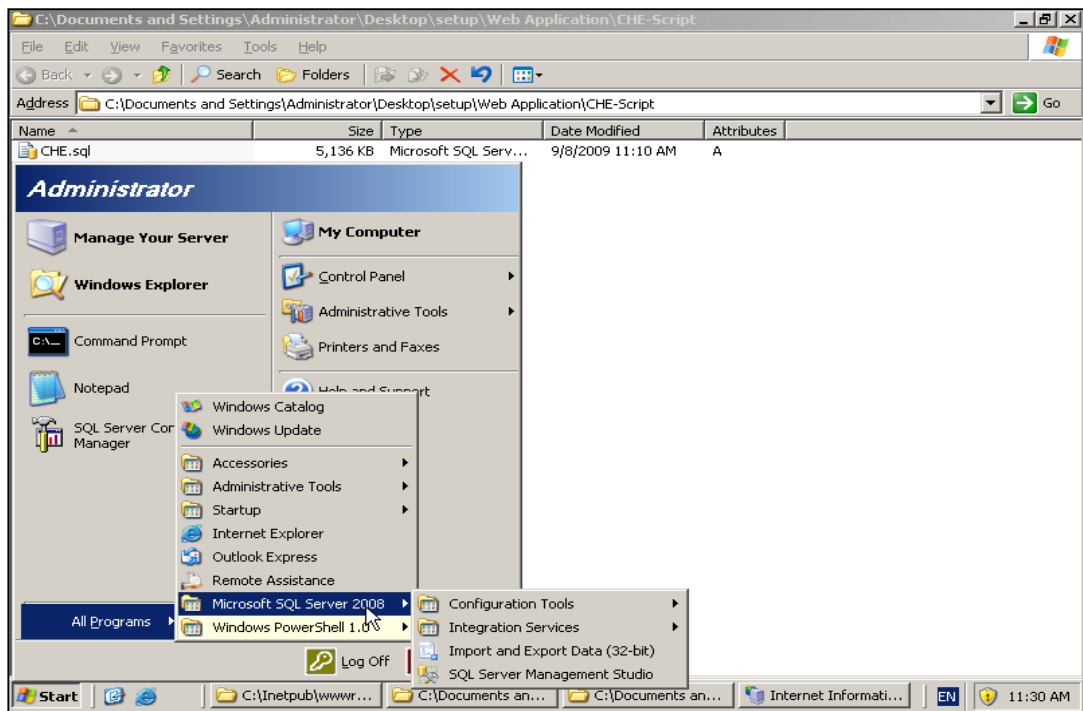 C:\Documents and Settings\Administrator\Desktop\setup\Web Application\CHE-Script
File Edit View Favorites Tools Help
Back Search Folders
Address C:\Documents and Settings\Administrator\Desktop\setup\Web Application\CHE-Script Go
Name Size Type Date Modified Attributes
CHE.sql 5,136 KB Microsoft SQL Serv... 9/8/2009 11:10 AM A
Administrator
Manage Your Server
Windows Explorer
Command Prompt
Notepad
SQL Server Con
Manager
My Computer
Control Panel
Administrative Tools
Printers and Faxes
Help and Support
Windows Catalog
Windows Update
Accessories
Administrative Tools
Startup
Internet Explorer
Outlook Express
Remote Assistance
Microsoft SQL Server 2008
Windows PowerShell 1.0
Configuration Tools
Integration Services
Import and Export Data (32-bit)
SQL Server Management Studio
All Programs
Log Off
Start C:\Inetpub\wwwr... C:\Documents an... C:\Documents an... Internet Informati... EN 11:30 AM